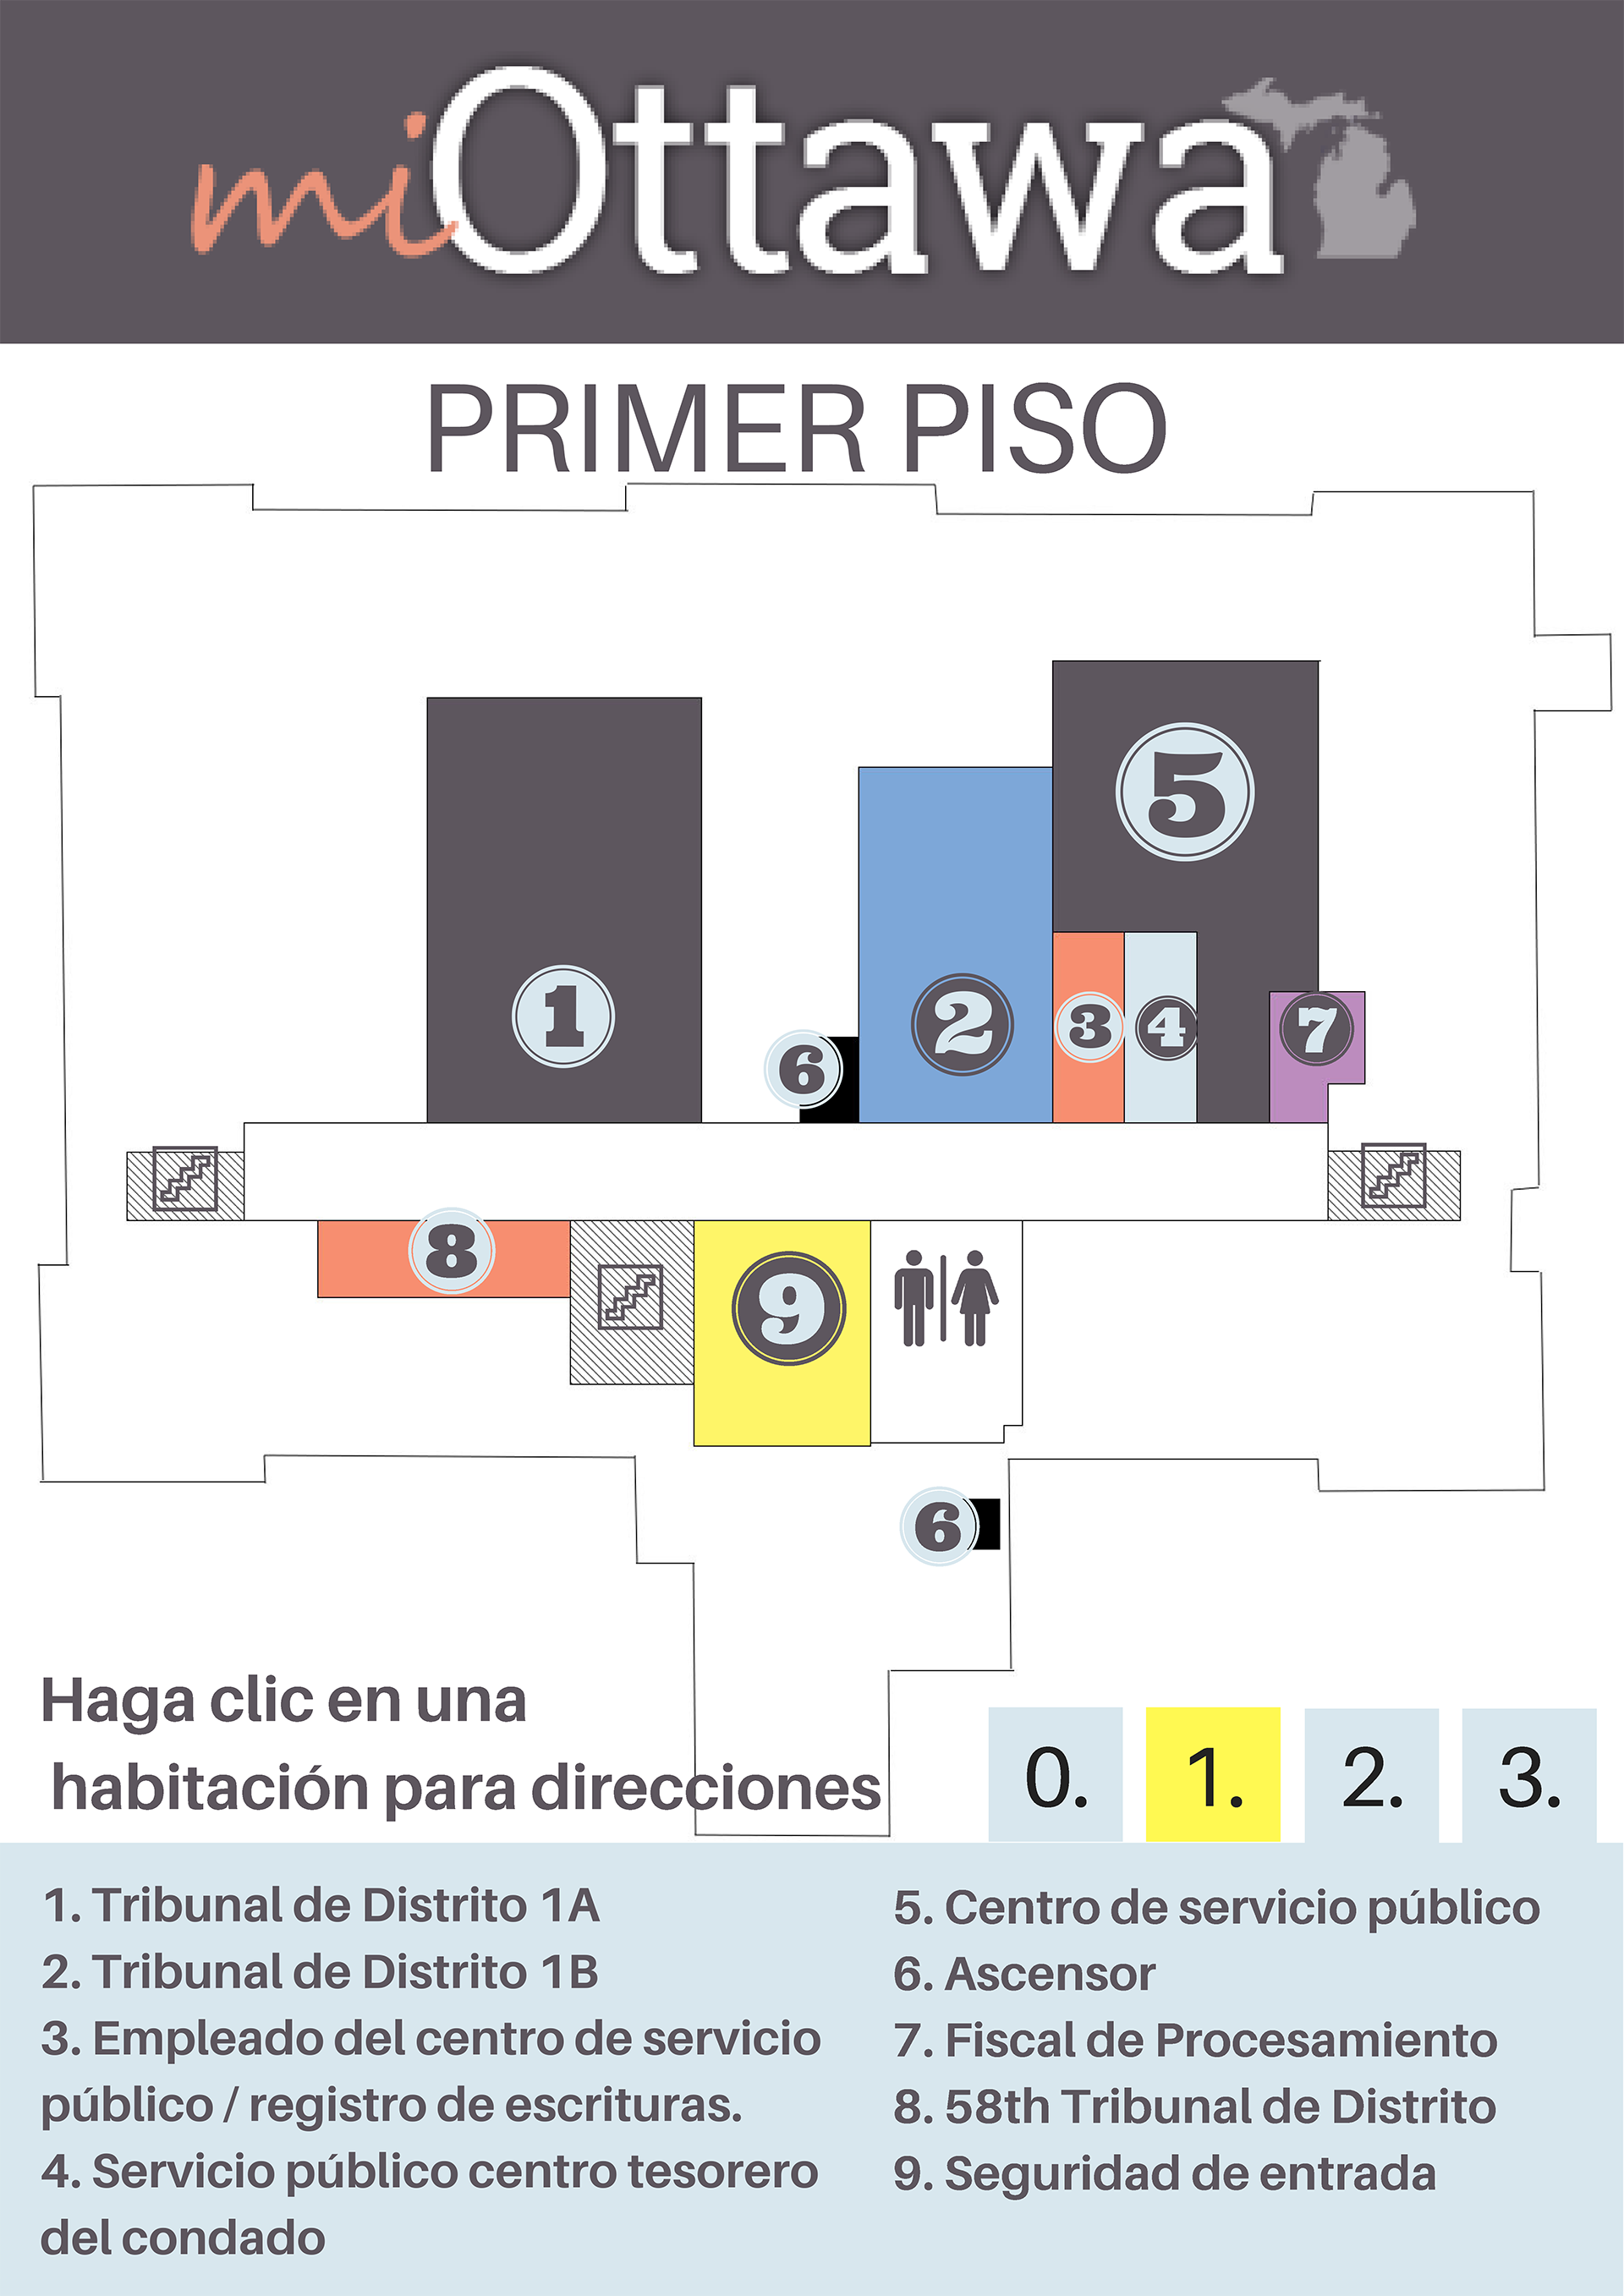 miOttawa
PRIMER PISO
5
1
2
3
4
7
6
8
9
6
Haga clic en una
habitación para direcciones
0.
1.
2.
3.
1. Tribunal de Distrito 1A
2. Tribunal de Distrito 1B
3. Empleado del centro de servicio
público / registro de escrituras.
4. Servicio público centro tesorero
del condado
5. Centro de servicio público
6. Ascensor
7. Fiscal de Procesamiento
8. 58th Tribunal de Distrito
9. Seguridad de entrada